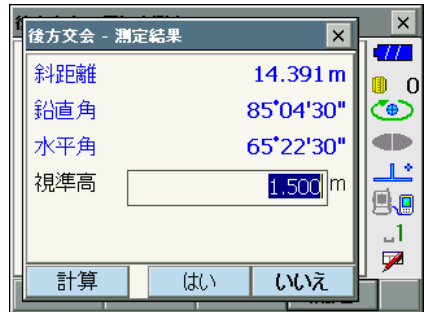 後方交会 - 測定結果
斜距離 14.391 m
鉛直角 85°04'30"
水平角 65°22'30"
視準高 1.500 m
計算 はい いいえ
0
1